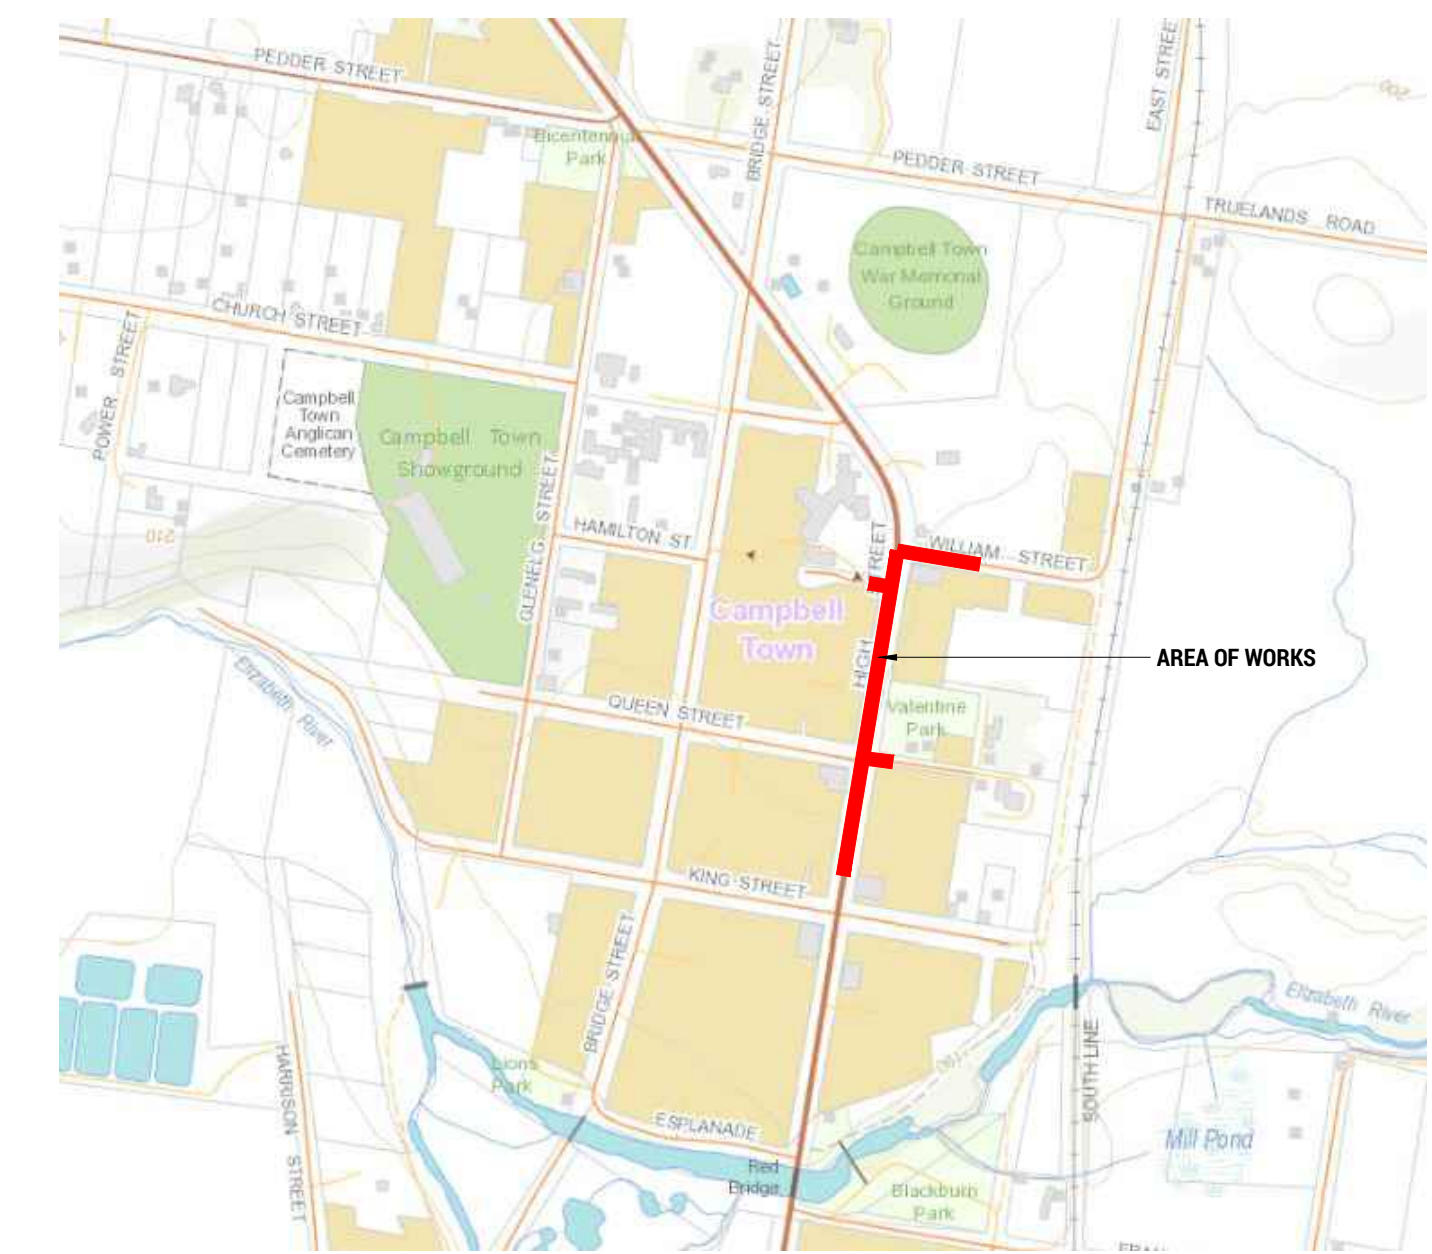 PEDDER STREET
BRIDGE STREET
EAST STREE
200
Bicentennial
Park
PEDDER STREET
TRUELANDS ROAD
Campbell Town
War Memorial
Ground
CHURCH STREET
POWER STREET
Campbell
Town
Anglican
Cemetery
Campbell Town
Showground
GLENELG STREET
210
HAMILTON ST
HIGH STREET
WILLIAM STREET
Campbell
Town
AREA OF WORKS
Elizabeth River
QUEEN STREET
Valentine
Park
KING STREET
BRIDGE STREET
Elizabeth River
HARRISON STREET
Lions
Park
SOUTH LINE
ESPLANADE
Mill Pond
Red
Bridge
Blackburn
Park